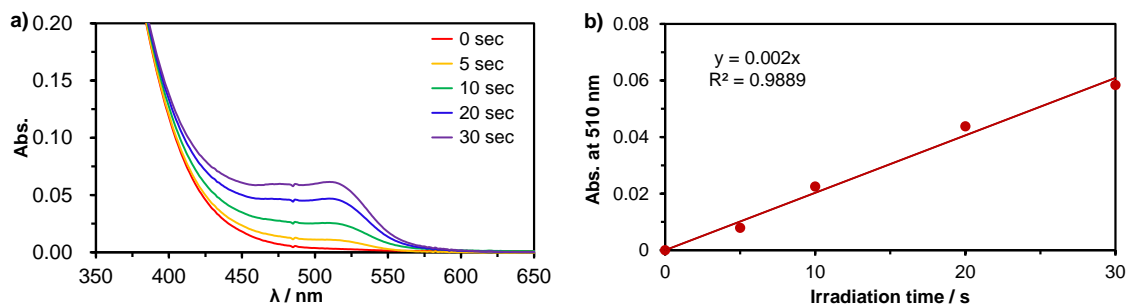 a)
Abs.
0.20
0.15
0.10
0.05
0.00
350 400 450 500 550 600 650
λ / nm
0 sec
5 sec
10 sec
20 sec
30 sec
b)
Abs. at 510 nm
0.08
0.06
0.04
0.02
0
0 10 20 30
Irradiation time / s
y = 0.002x
R² = 0.9889